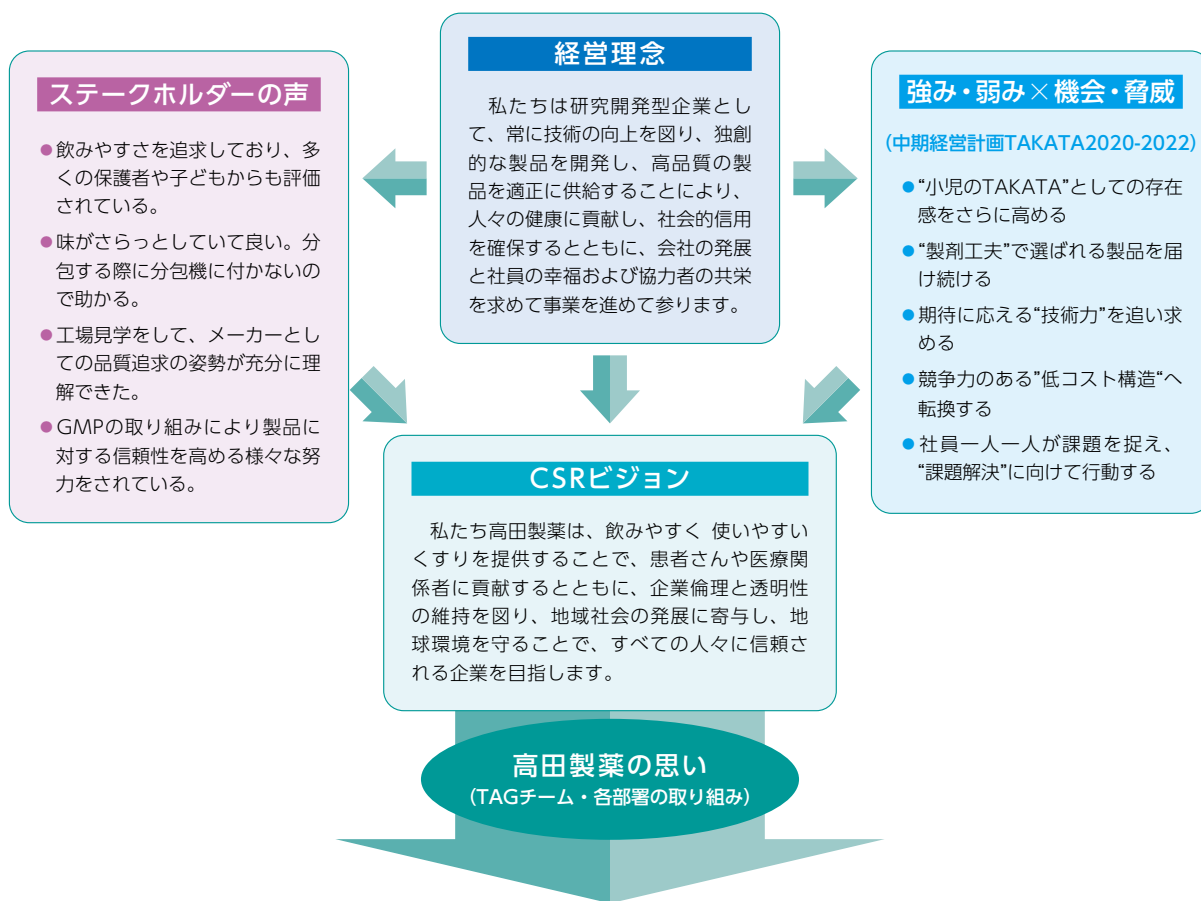 経営理念
私たちは研究開発型企業とし
て、常に技術の向上を図り、独創
的な製品を開発し、高品質の製
品を適正に供給することにより、
人々の健康に貢献し、社会的信用
を確保するとともに、会社の発展
と社員の幸福および協力者の共栄
を求めて事業を進めて参ります。
ステークホルダーの声
●飲みやすさを追求しており、多
くの保護者や子どもからも評価
されている。
●味がさらっとしていて良い。分
包する際に分包機に付かないの
で助かる。
●工場見学をして、メーカーとし
ての品質追求の姿勢が充分に理
解できた。
●GMPの取り組みにより製品に
対する信頼性を高める様々な努
力をされている。
強み・弱み×機会・脅威
(中期経営計画TAKATA2020-2022)
●“小児のTAKATA”としての存在
感をさらに高める
●“製剤工夫”で選ばれる製品を届
け続ける
●期待に応える“技術力”を追い求
める
●競争力のある”低コスト構造“へ
転換する
●社員一人一人が課題を捉え、
“課題解決”に向けて行動する
CSRビジョン
私たち高田製薬は、飲みやすく 使いやすい
くすりを提供することで、患者さんや医療関
係者に貢献するとともに、企業倫理と透明性
の維持を図り、地域社会の発展に寄与し、地
球環境を守ることで、すべての人々に信頼さ
れる企業を目指します。
高田製薬の思い
(TAGチーム・各部署の取り組み)